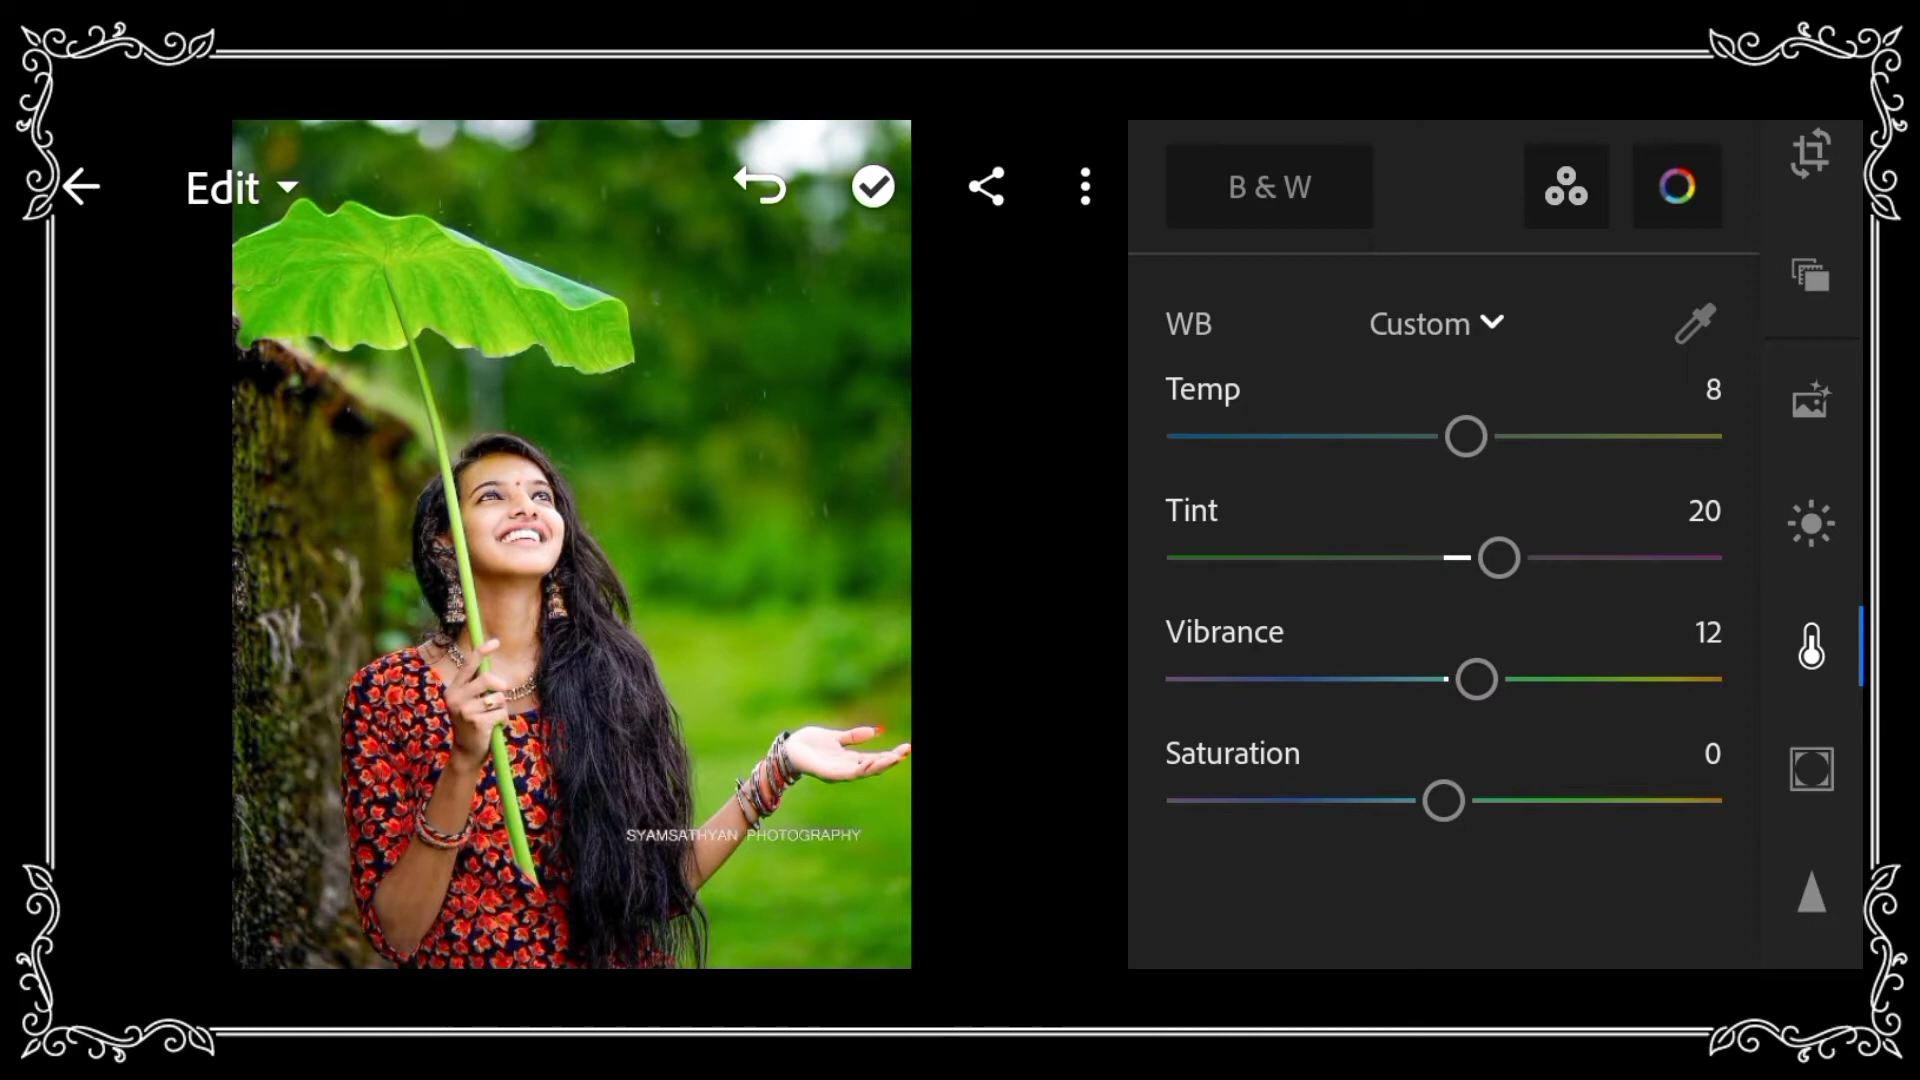 Edit
B & W
WB Custom
Temp 8
Tint 20
Vibrance 12
Saturation 0
SYAMSATHYAN PHOTOGRAPHY